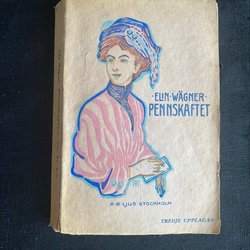 ·ELIN·WÄGNER·
PENNSKAFTET
A·B·LJUS·STOCKHOLM
TREDJE UPPLAGAN